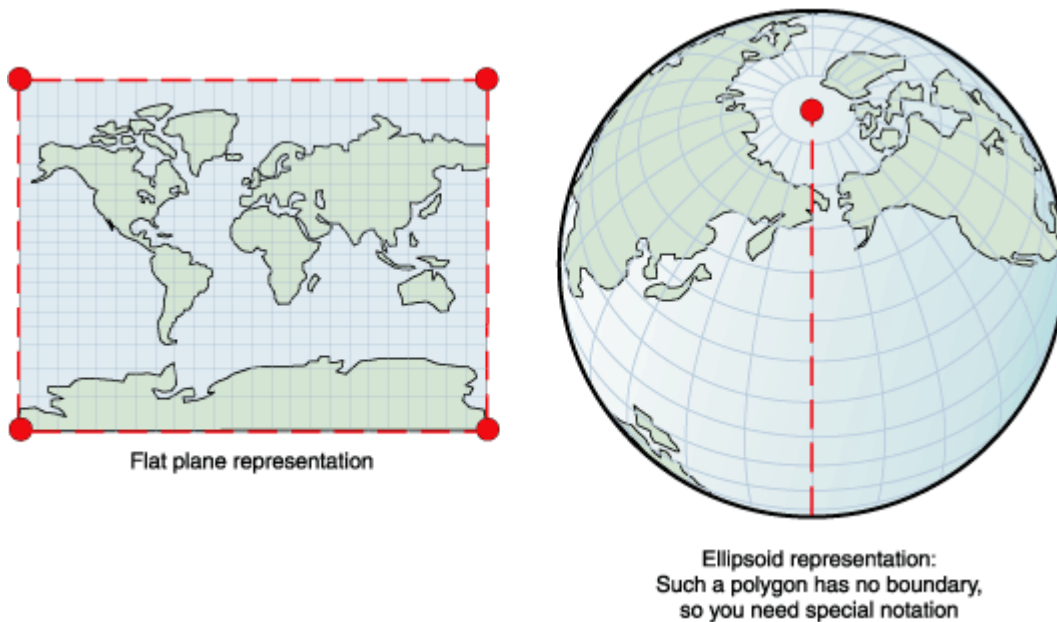 Flat plane representation
Ellipsoid representation:
Such a polygon has no boundary,
so you need special notation